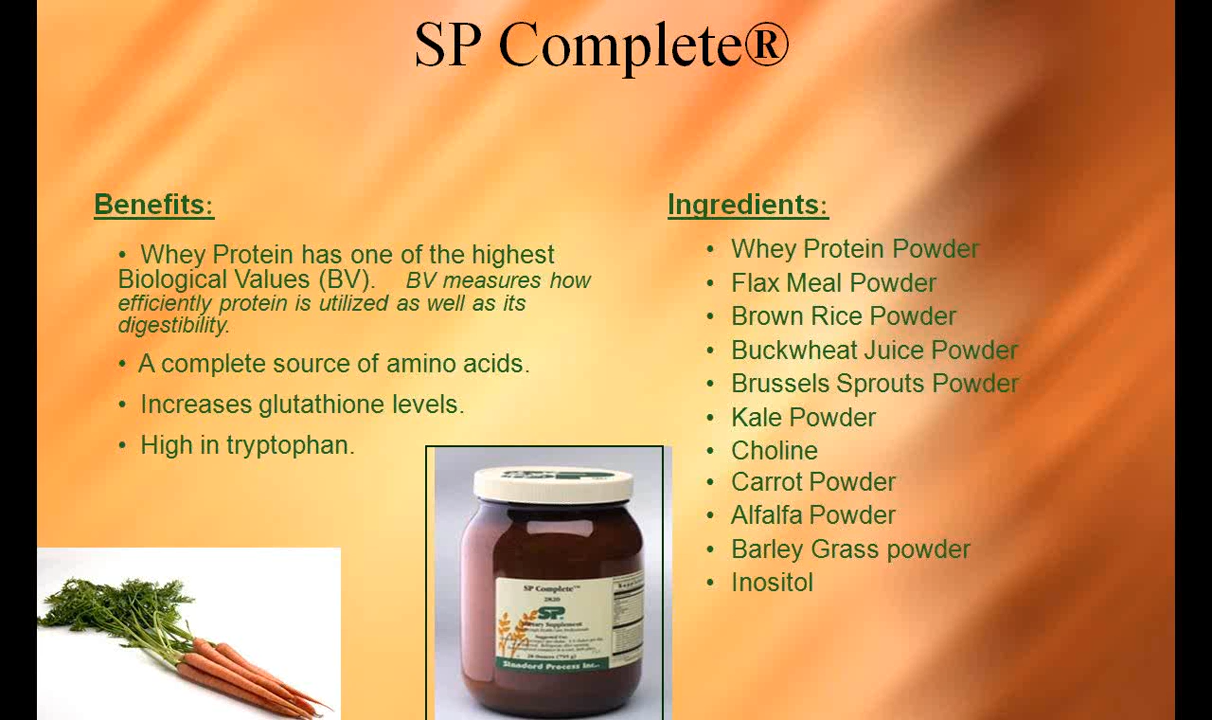 SP Complete®
Benefits:
• Whey Protein has one of the highest
Biological Values (BV). BV measures how
efficiently protein is utilized as well as its
digestibility.
• A complete source of amino acids.
• Increases glutathione levels.
• High in tryptophan.
Ingredients:
• Whey Protein Powder
• Flax Meal Powder
• Brown Rice Powder
• Buckwheat Juice Powder
• Brussels Sprouts Powder
• Kale Powder
• Choline
• Carrot Powder
• Alfalfa Powder
• Barley Grass powder
• Inositol
SP Complete™
2820
SP
Dietary Supplement
Standard Process Inc.